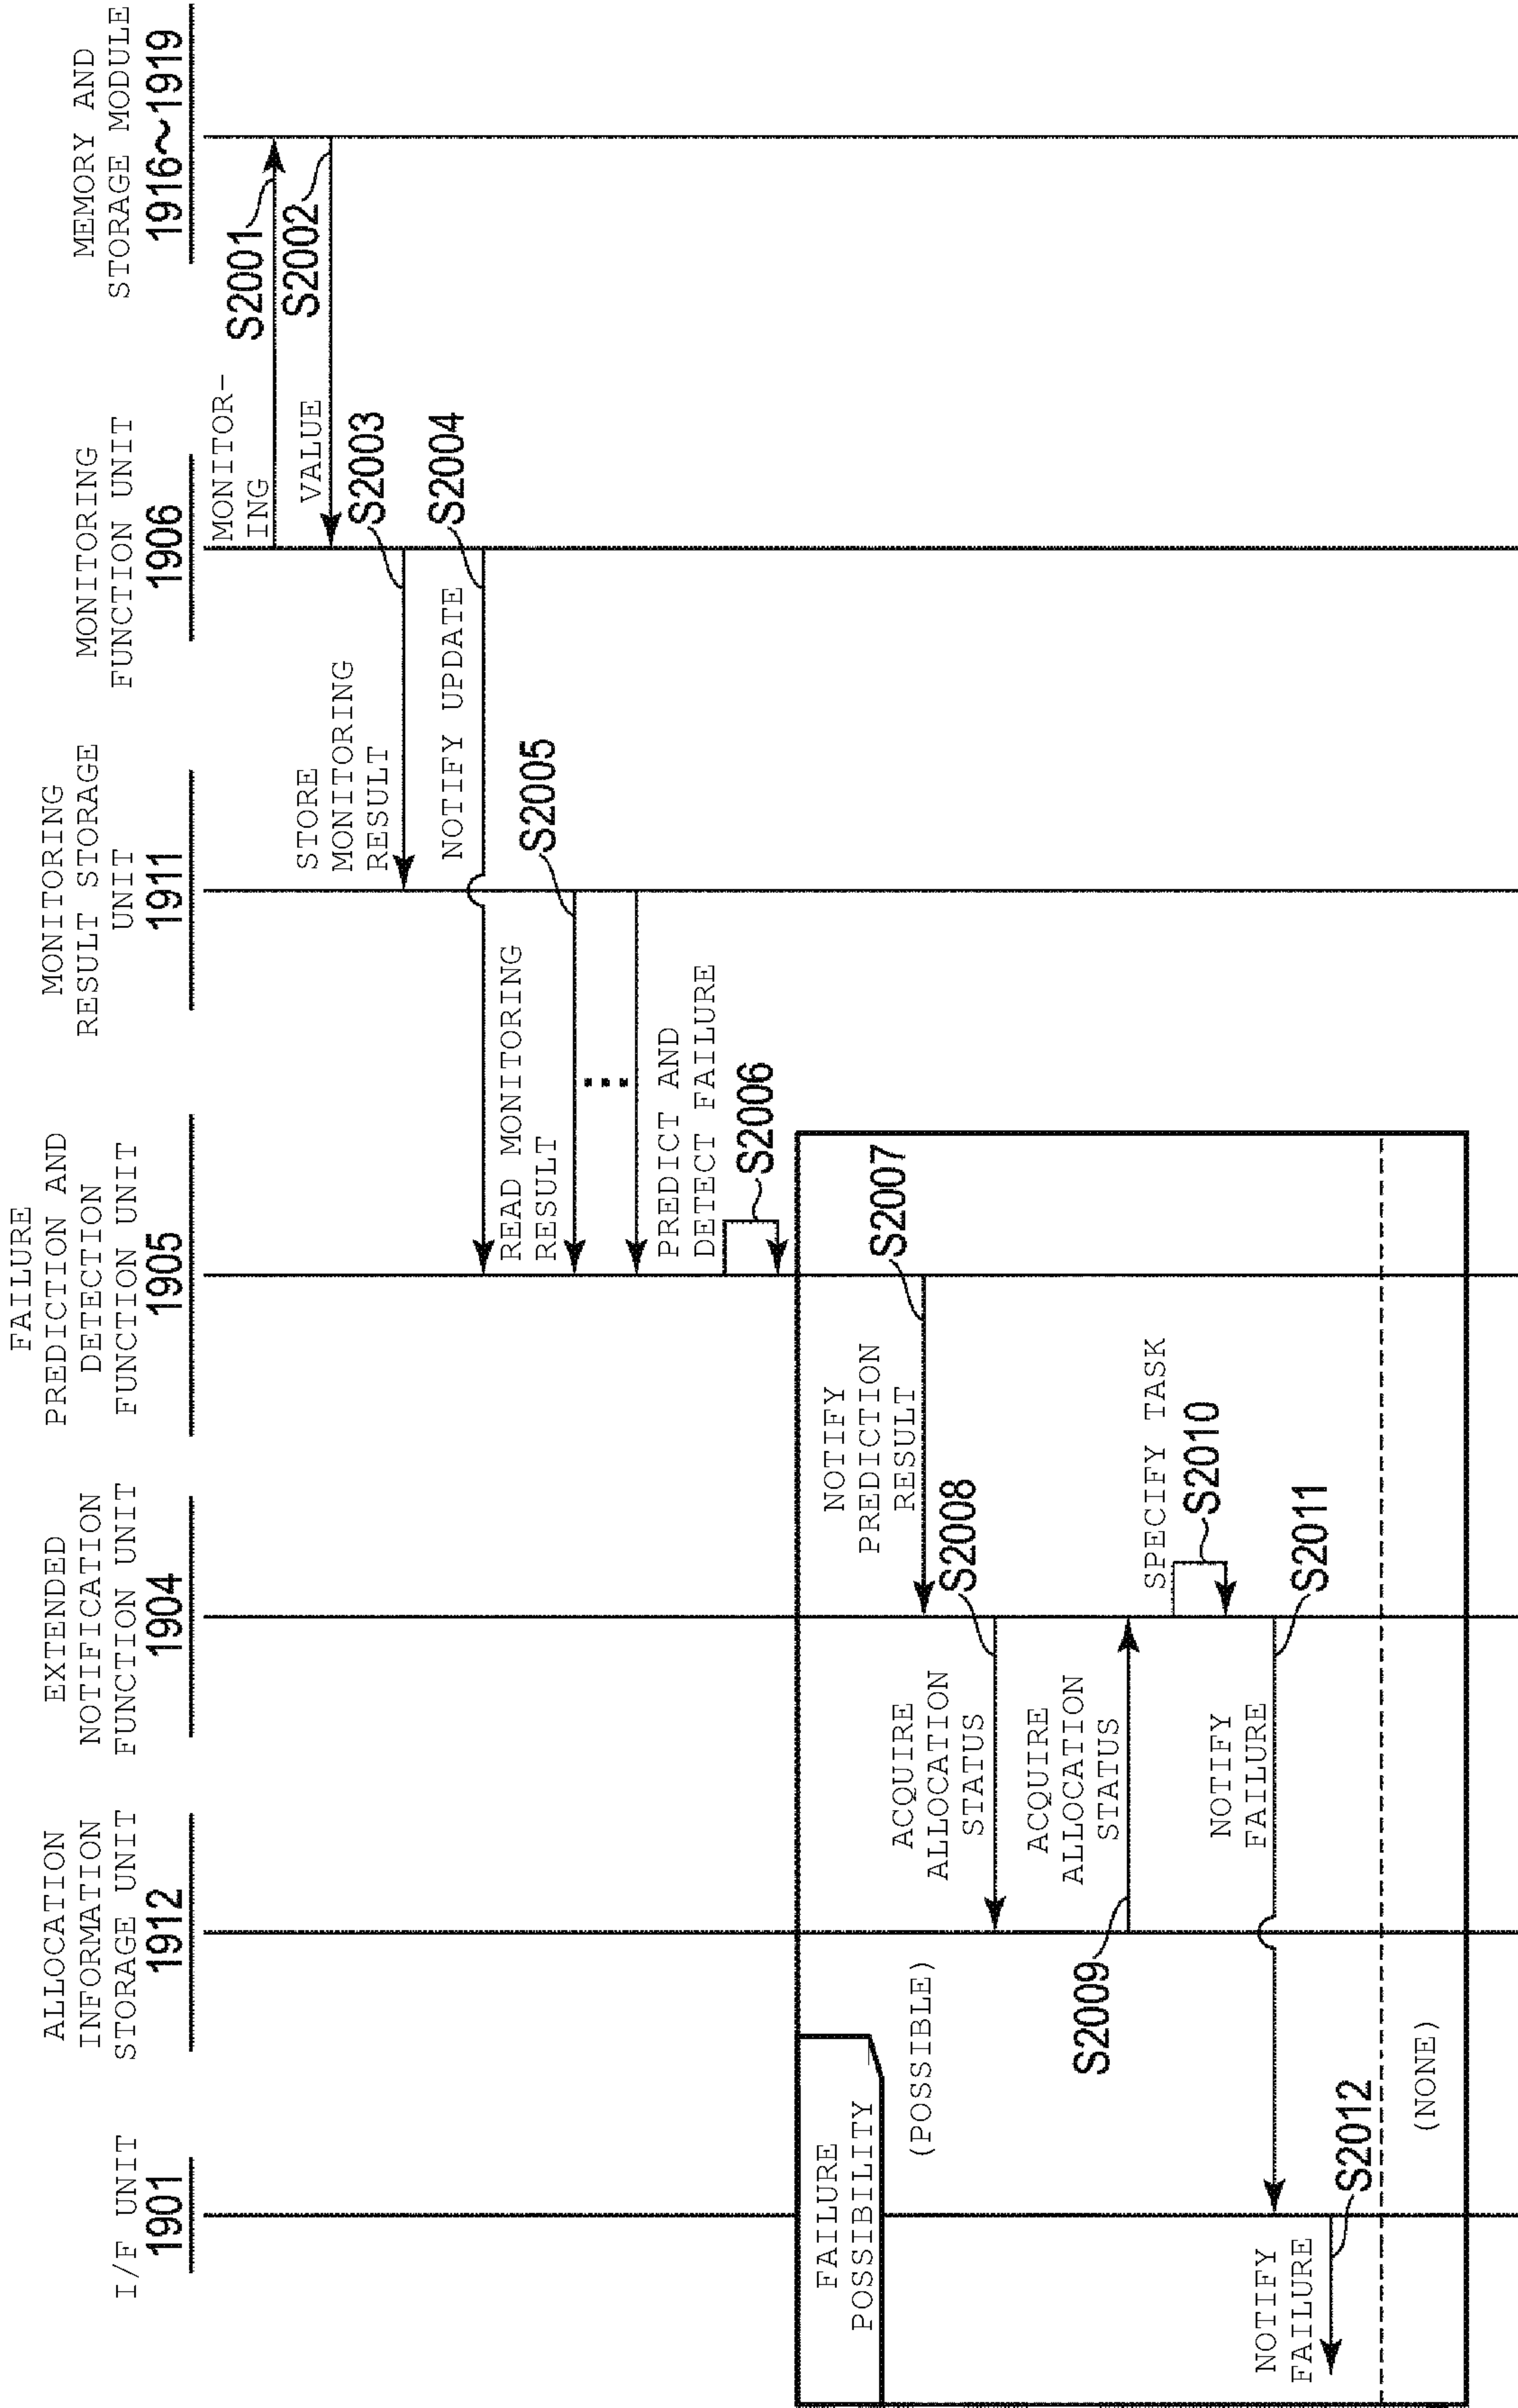 I/F UNIT
1901
ALLOCATION
INFORMATION
STORAGE UNIT
1912
EXTENDED
NOTIFICATION
FUNCTION UNIT
1904
FAILURE
PREDICTION AND
DETECTION
FUNCTION UNIT
1905
MONITORING
RESULT STORAGE
UNIT
1911
MONITORING
FUNCTION UNIT
1906
MEMORY AND
STORAGE MODULE
1916~1919
MONITOR-
ING
S2001
VALUE
S2002
STORE
MONITORING
RESULT
S2003
NOTIFY UPDATE
S2004
READ MONITORING
RESULT
S2005
PREDICT AND
DETECT FAILURE
S2006
FAILURE
POSSIBILITY
(POSSIBLE)
NOTIFY
PREDICTION
RESULT
S2007
ACQUIRE
ALLOCATION
STATUS
S2008
ACQUIRE
ALLOCATION
STATUS
S2009
SPECIFY TASK
S2010
NOTIFY
FAILURE
S2011
NOTIFY
FAILURE
S2012
(NONE)